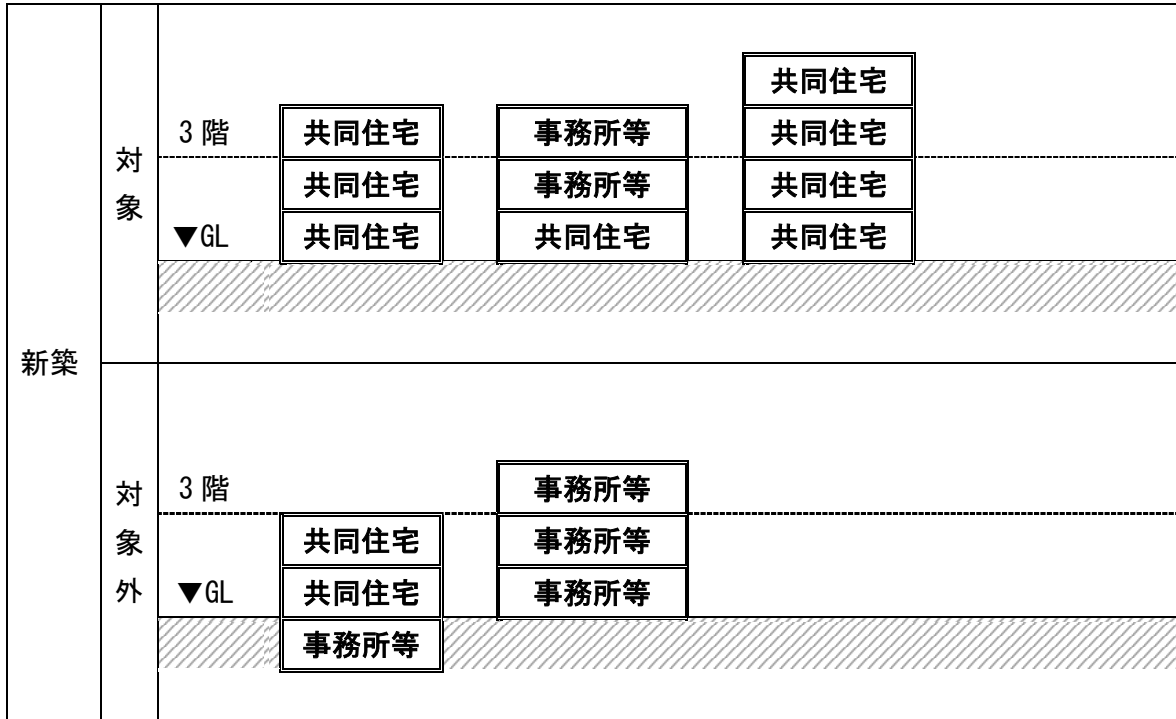 新築
対象
共同住宅
3 階 共同住宅 事務所等 共同住宅
共同住宅 事務所等 共同住宅
▼GL 共同住宅 共同住宅 共同住宅
対象外
3 階 事務所等
共同住宅 事務所等
▼GL 共同住宅 事務所等
事務所等